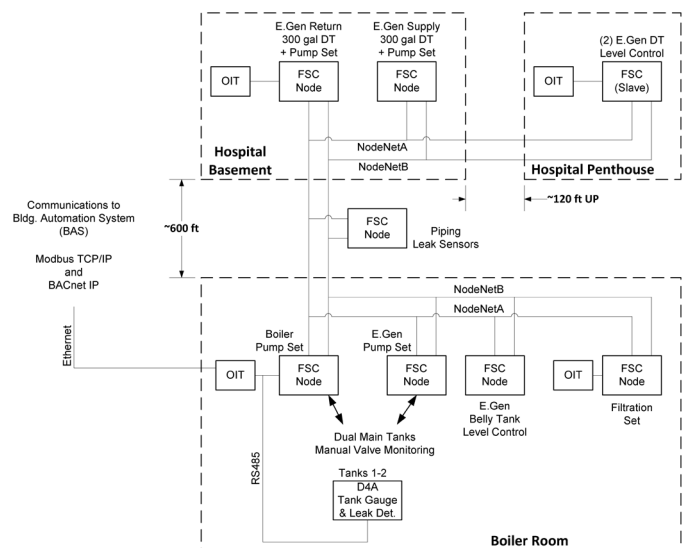 E.Gen Return
300 gal DT
+ Pump Set
E.Gen Supply
300 gal DT
+ Pump Set
(2) E.Gen DT
Level Control
OIT
FSC
Node
FSC
Node
OIT
FSC
(Slave)
NodeNetA
NodeNetB
Hospital
Basement
Hospital Penthouse
~120 ft UP
Communications to
Bldg. Automation System
(BAS)
Modbus TCP/IP
and
BACnet IP
~600 ft
FSC
Node
Piping
Leak Sensors
NodeNetB
NodeNetA
Ethernet
Boiler
Pump Set
E.Gen
Pump Set
OIT
FSC
Node
FSC
Node
FSC
Node
OIT
FSC
Node
E.Gen
Belly Tank
Level Control
Filtration
Set
Dual Main Tanks
Manual Valve Monitoring
RS485
Tanks 1-2
D4A
Tank Gauge
& Leak Det.
Boiler Room